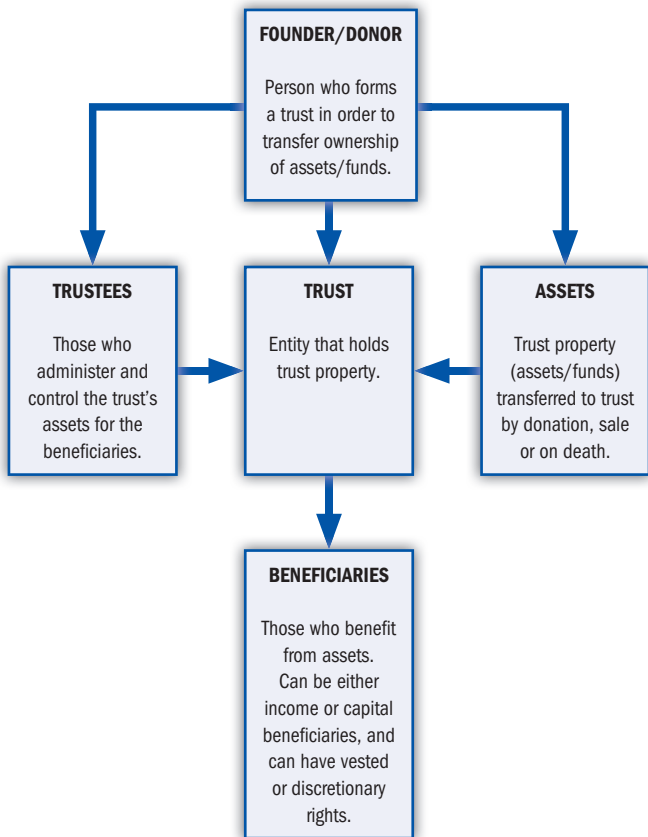 FOUNDER/DONOR
Person who forms
a trust in order to
transfer ownership
of assets/funds.
TRUSTEES
Those who
administer and
control the trust's
assets for the
beneficiaries.
TRUST
Entity that holds
trust property.
ASSETS
Trust property
(assets/funds)
transferred to trust
by donation, sale
or on death.
BENEFICIARIES
Those who benefit
from assets.
Can be either
income or capital
beneficiaries, and
can have vested
or discretionary
rights.